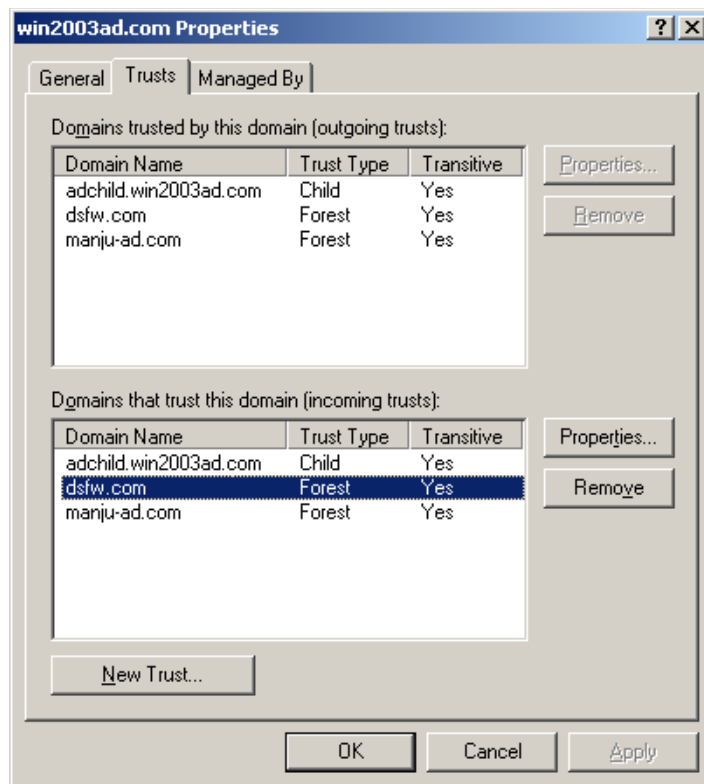 win2003ad.com Properties
General Trusts Managed By
Domains trusted by this domain (outgoing trusts):
Domain Name Trust Type Transitive
adchild.win2003ad.com Child Yes
dsfw.com Forest Yes
manju-ad.com Forest Yes
Properties...
Remove
Domains that trust this domain (incoming trusts):
Domain Name Trust Type Transitive
adchild.win2003ad.com Child Yes
dsfw.com Forest Yes
manju-ad.com Forest Yes
Properties...
Remove
New Trust...
OK Cancel Apply